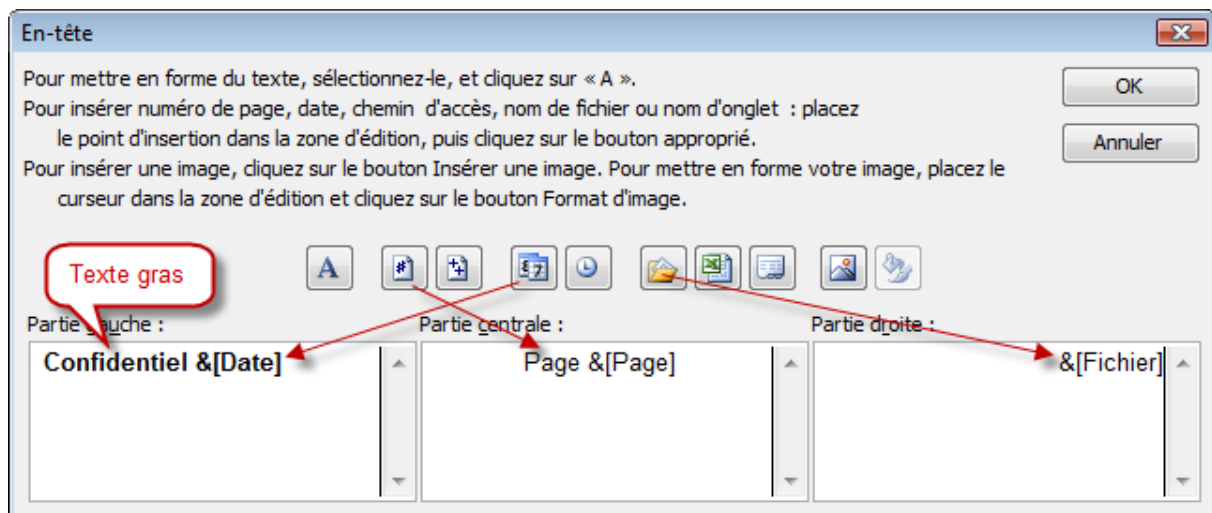 En-tête
Pour mettre en forme du texte, sélectionnez-le, et cliquez sur « A ».
Pour insérer numéro de page, date, chemin d'accès, nom de fichier ou nom d'onglet : placez
le point d'insertion dans la zone d'édition, puis cliquez sur le bouton approprié.
Pour insérer une image, cliquez sur le bouton Insérer une image. Pour mettre en forme votre image, placez le
curseur dans la zone d'édition et cliquez sur le bouton Format d'image.
OK
Annuler
Texte gras
A
Partie gauche :
Partie centrale :
Partie droite :
Confidentiel &[Date]
Page &[Page]
&[Fichier]